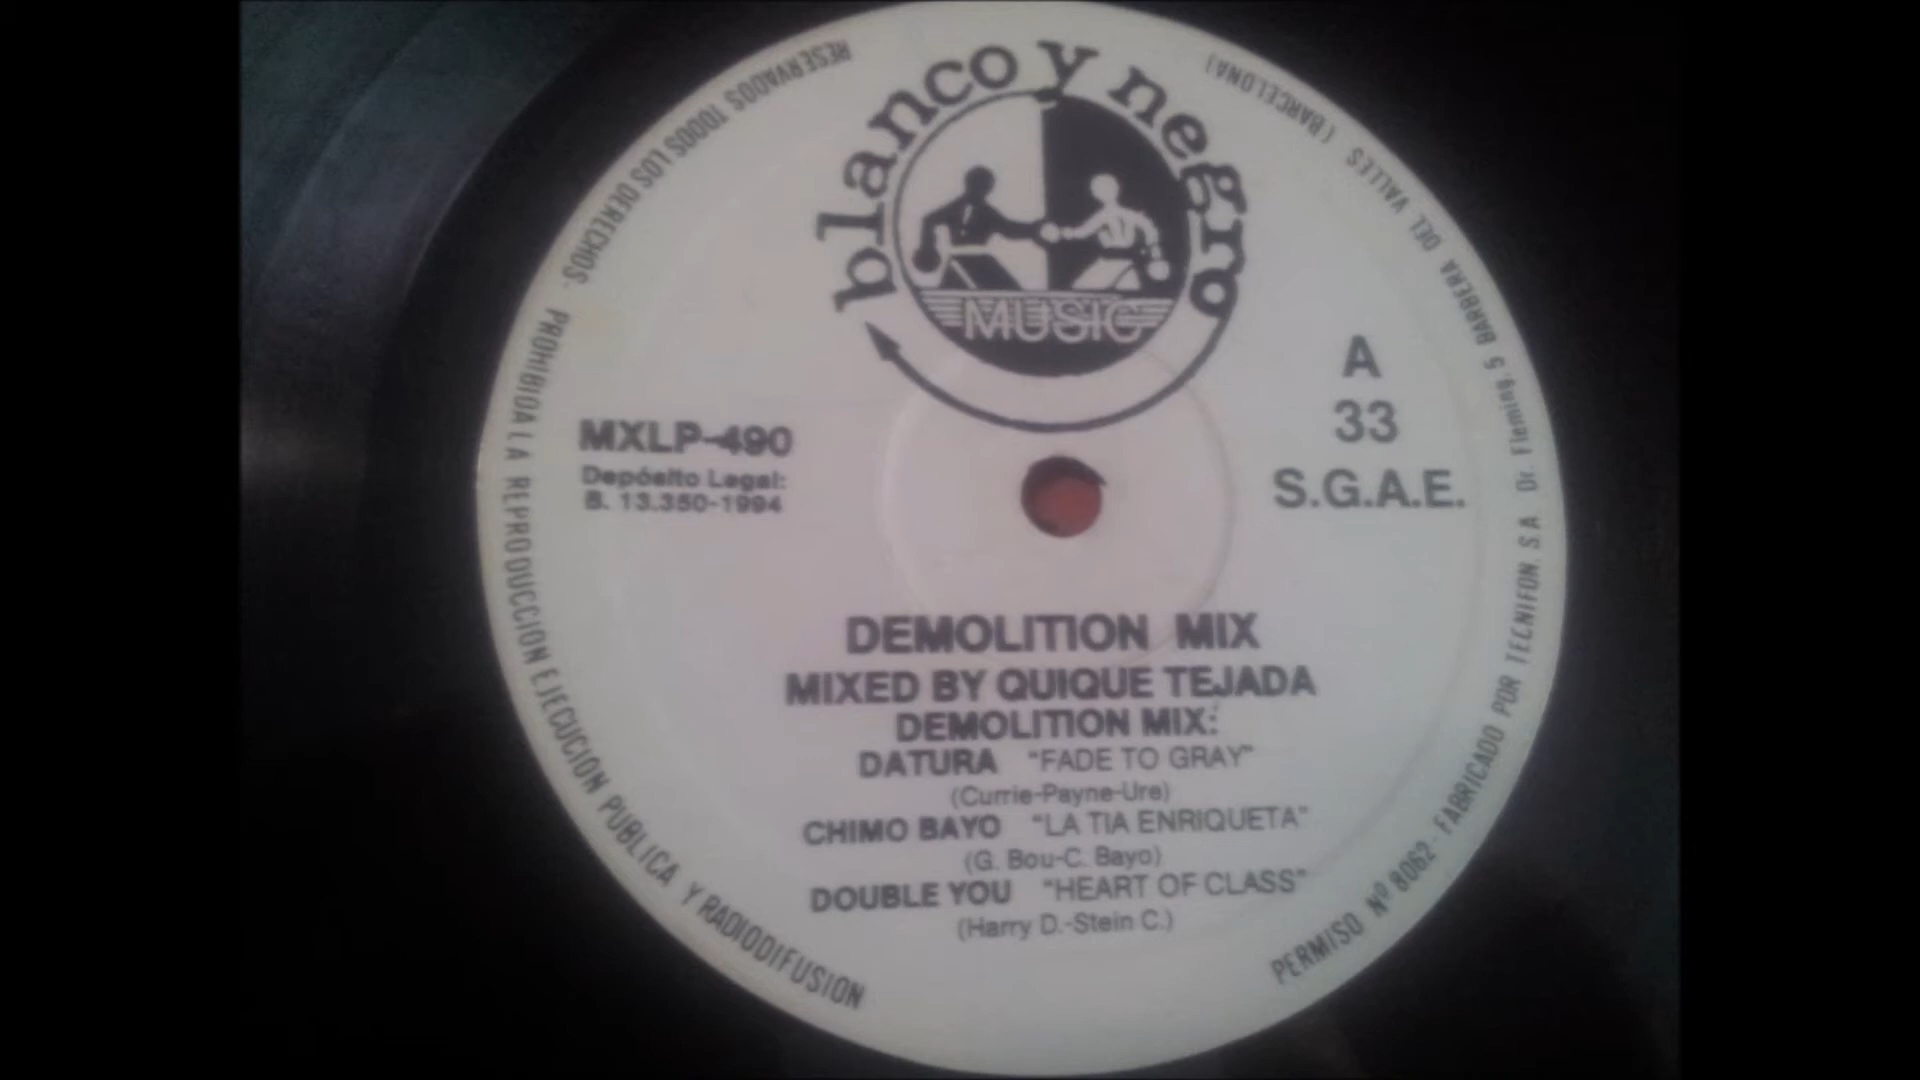 blanco y negro
MUSIC
A
33
S.G.A.E.
MXLP-490
Depósito Legal:
B. 13.350-1994
DEMOLITION MIX
MIXED BY QUIQUE TEJADA
DEMOLITION MIX:
DATURA "FADE TO GRAY"
(Currie-Payne-Ure)
CHIMO BAYO "LA TIA ENRIQUETA"
(G. Bou-C. Bayo)
DOUBLE YOU "HEART OF CLASS"
(Harry D.-Stein C.)
RESERVADOS TODOS LOS DERECHOS· PROHIBIDA LA REPRODUCCION EJECUCION PUBLICA Y RADIODIFUSION
PERMISO Nº 8062 · FABRICADO POR TECNIFON, S.A. Dr. Fleming, 5 BARBERA DEL VALLES (BARCELONA)